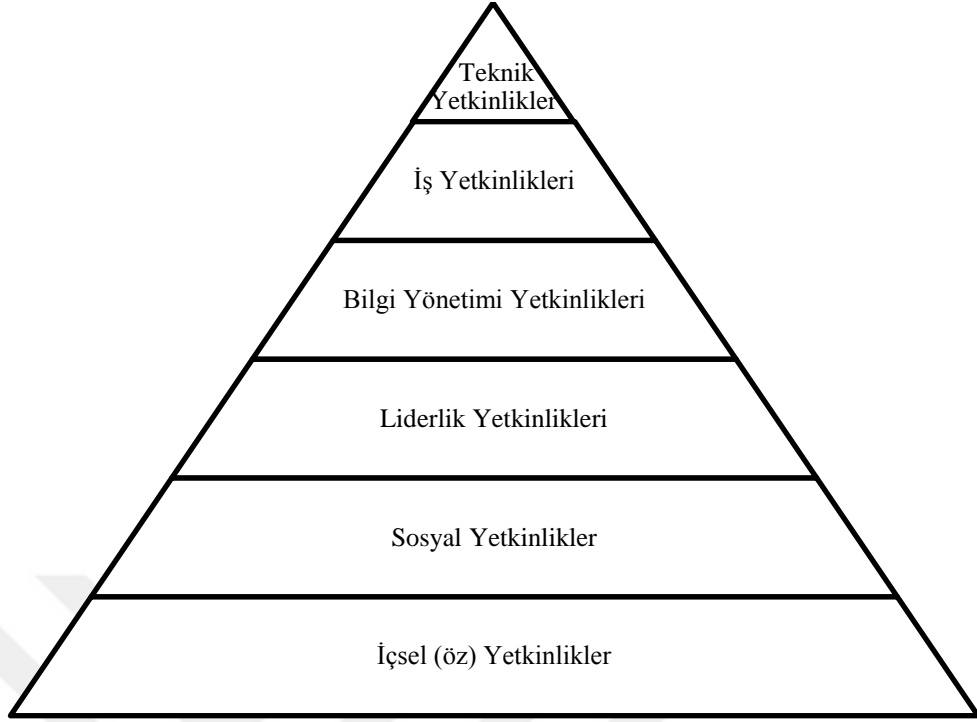 Teknik
Yetkinlikler
İş Yetkinlikleri
Bilgi Yönetimi Yetkinlikleri
Liderlik Yetkinlikleri
Sosyal Yetkinlikler
İçsel (öz) Yetkinlikler